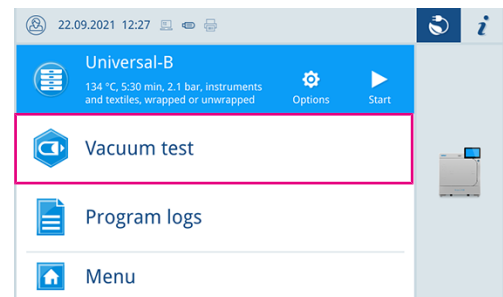 22.09.2021 12:27
i
Universal-B
134 °C, 5:30 min, 2.1 bar, instruments
and textiles, wrapped or unwrapped
Options
Start
Vacuum test
Program logs
Menu